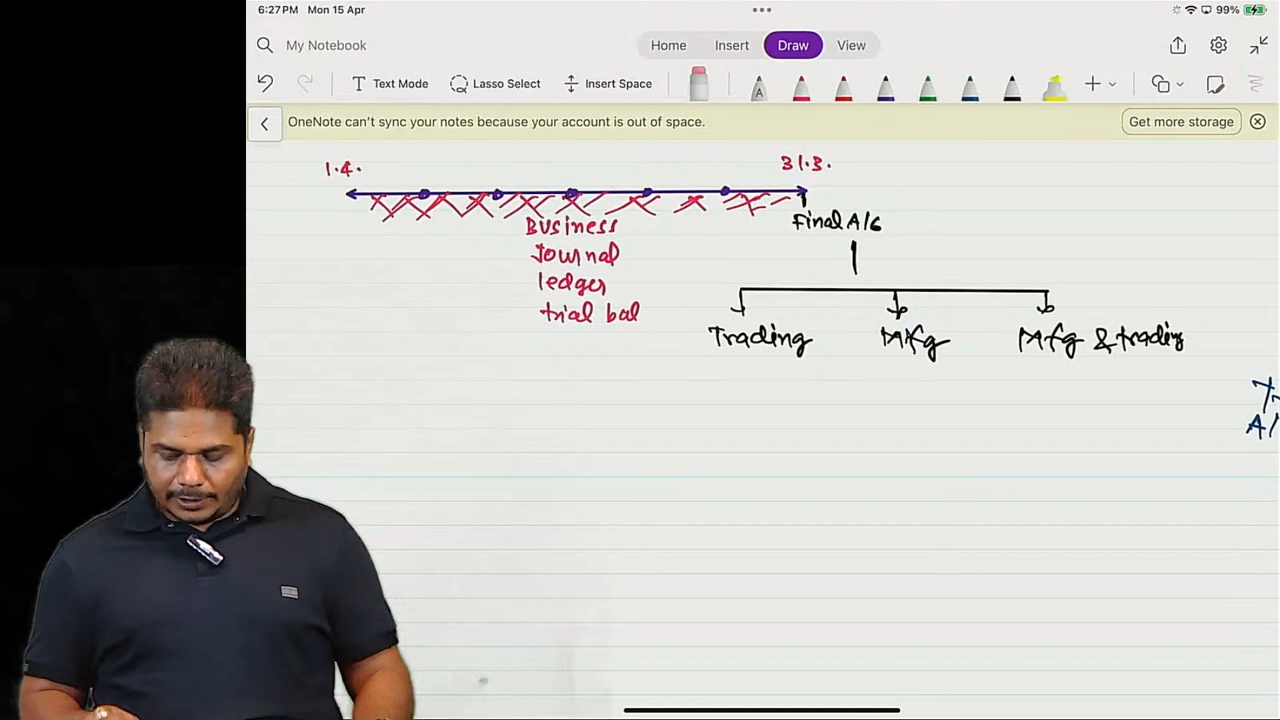 6:27 PM Mon 15 Apr
99%
My Notebook
Home Insert Draw View
Text Mode Lasso Select Insert Space
A
OneNote can't sync your notes because your account is out of space.
Get more storage
1.4.
31.3.
Business
Journal
ledger
trial bal
Final A/c
Trading Mfg Mfg & trading
A/